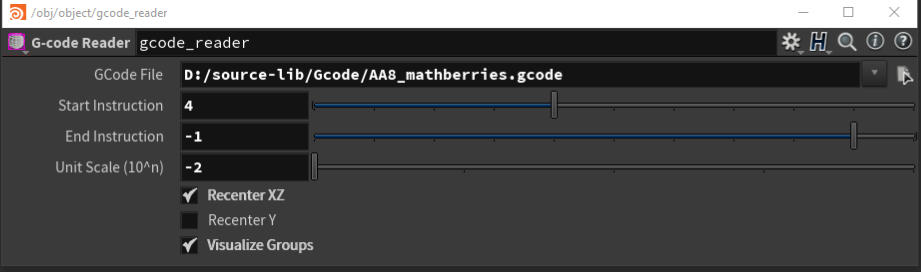 /obj/object/gcode_reader
G-code Reader gcode_reader
GCode File D:/source-lib/Gcode/AA8_mathberries.gcode
Start Instruction 4
End Instruction -1
Unit Scale (10^n) -2
Recenter XZ
Recenter Y
Visualize Groups